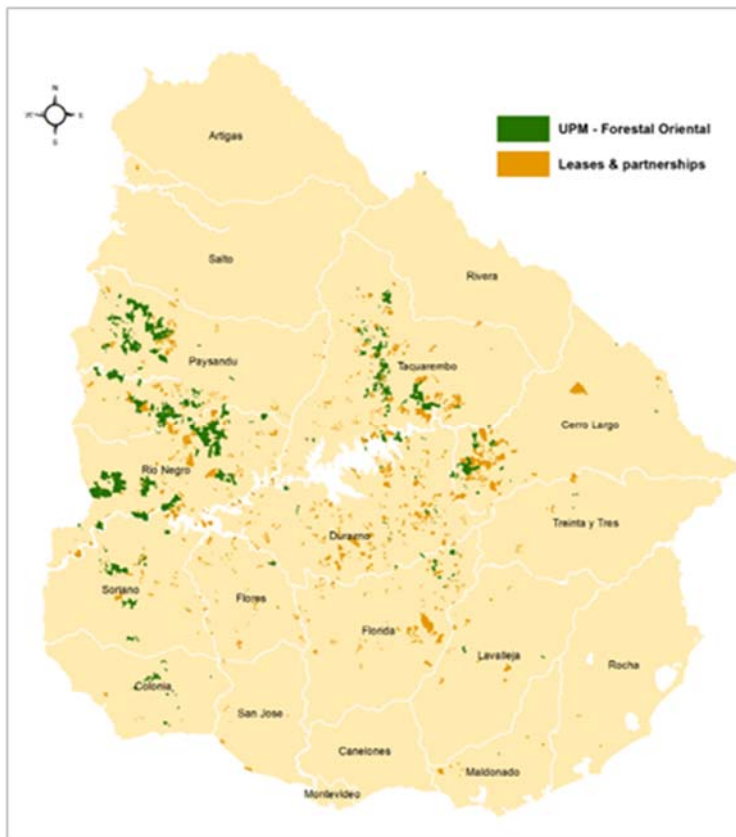 N
E
S
UPM - Forestal Oriental
Leases & partnerships
Artigas
Salto
Rivera
Paysandu
Tacuarembo
Cerro Largo
Rio Negro
Treinta y Tres
Durazno
Soriano
Flores
Florida
Lavalleja
Rocha
Colonia
San Jose
Canelones
Maldonado
Montevideo